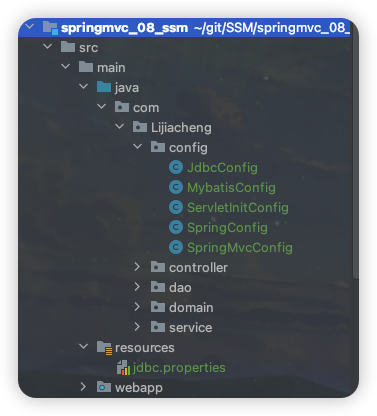 springmvc_08_ssm ~/git/SSM/springmvc_08_
src
main
java
com
Lijiacheng
config
JdbcConfig
MybatisConfig
ServletInitConfig
SpringConfig
SpringMvcConfig
controller
dao
domain
service
resources
jdbc.properties
webapp